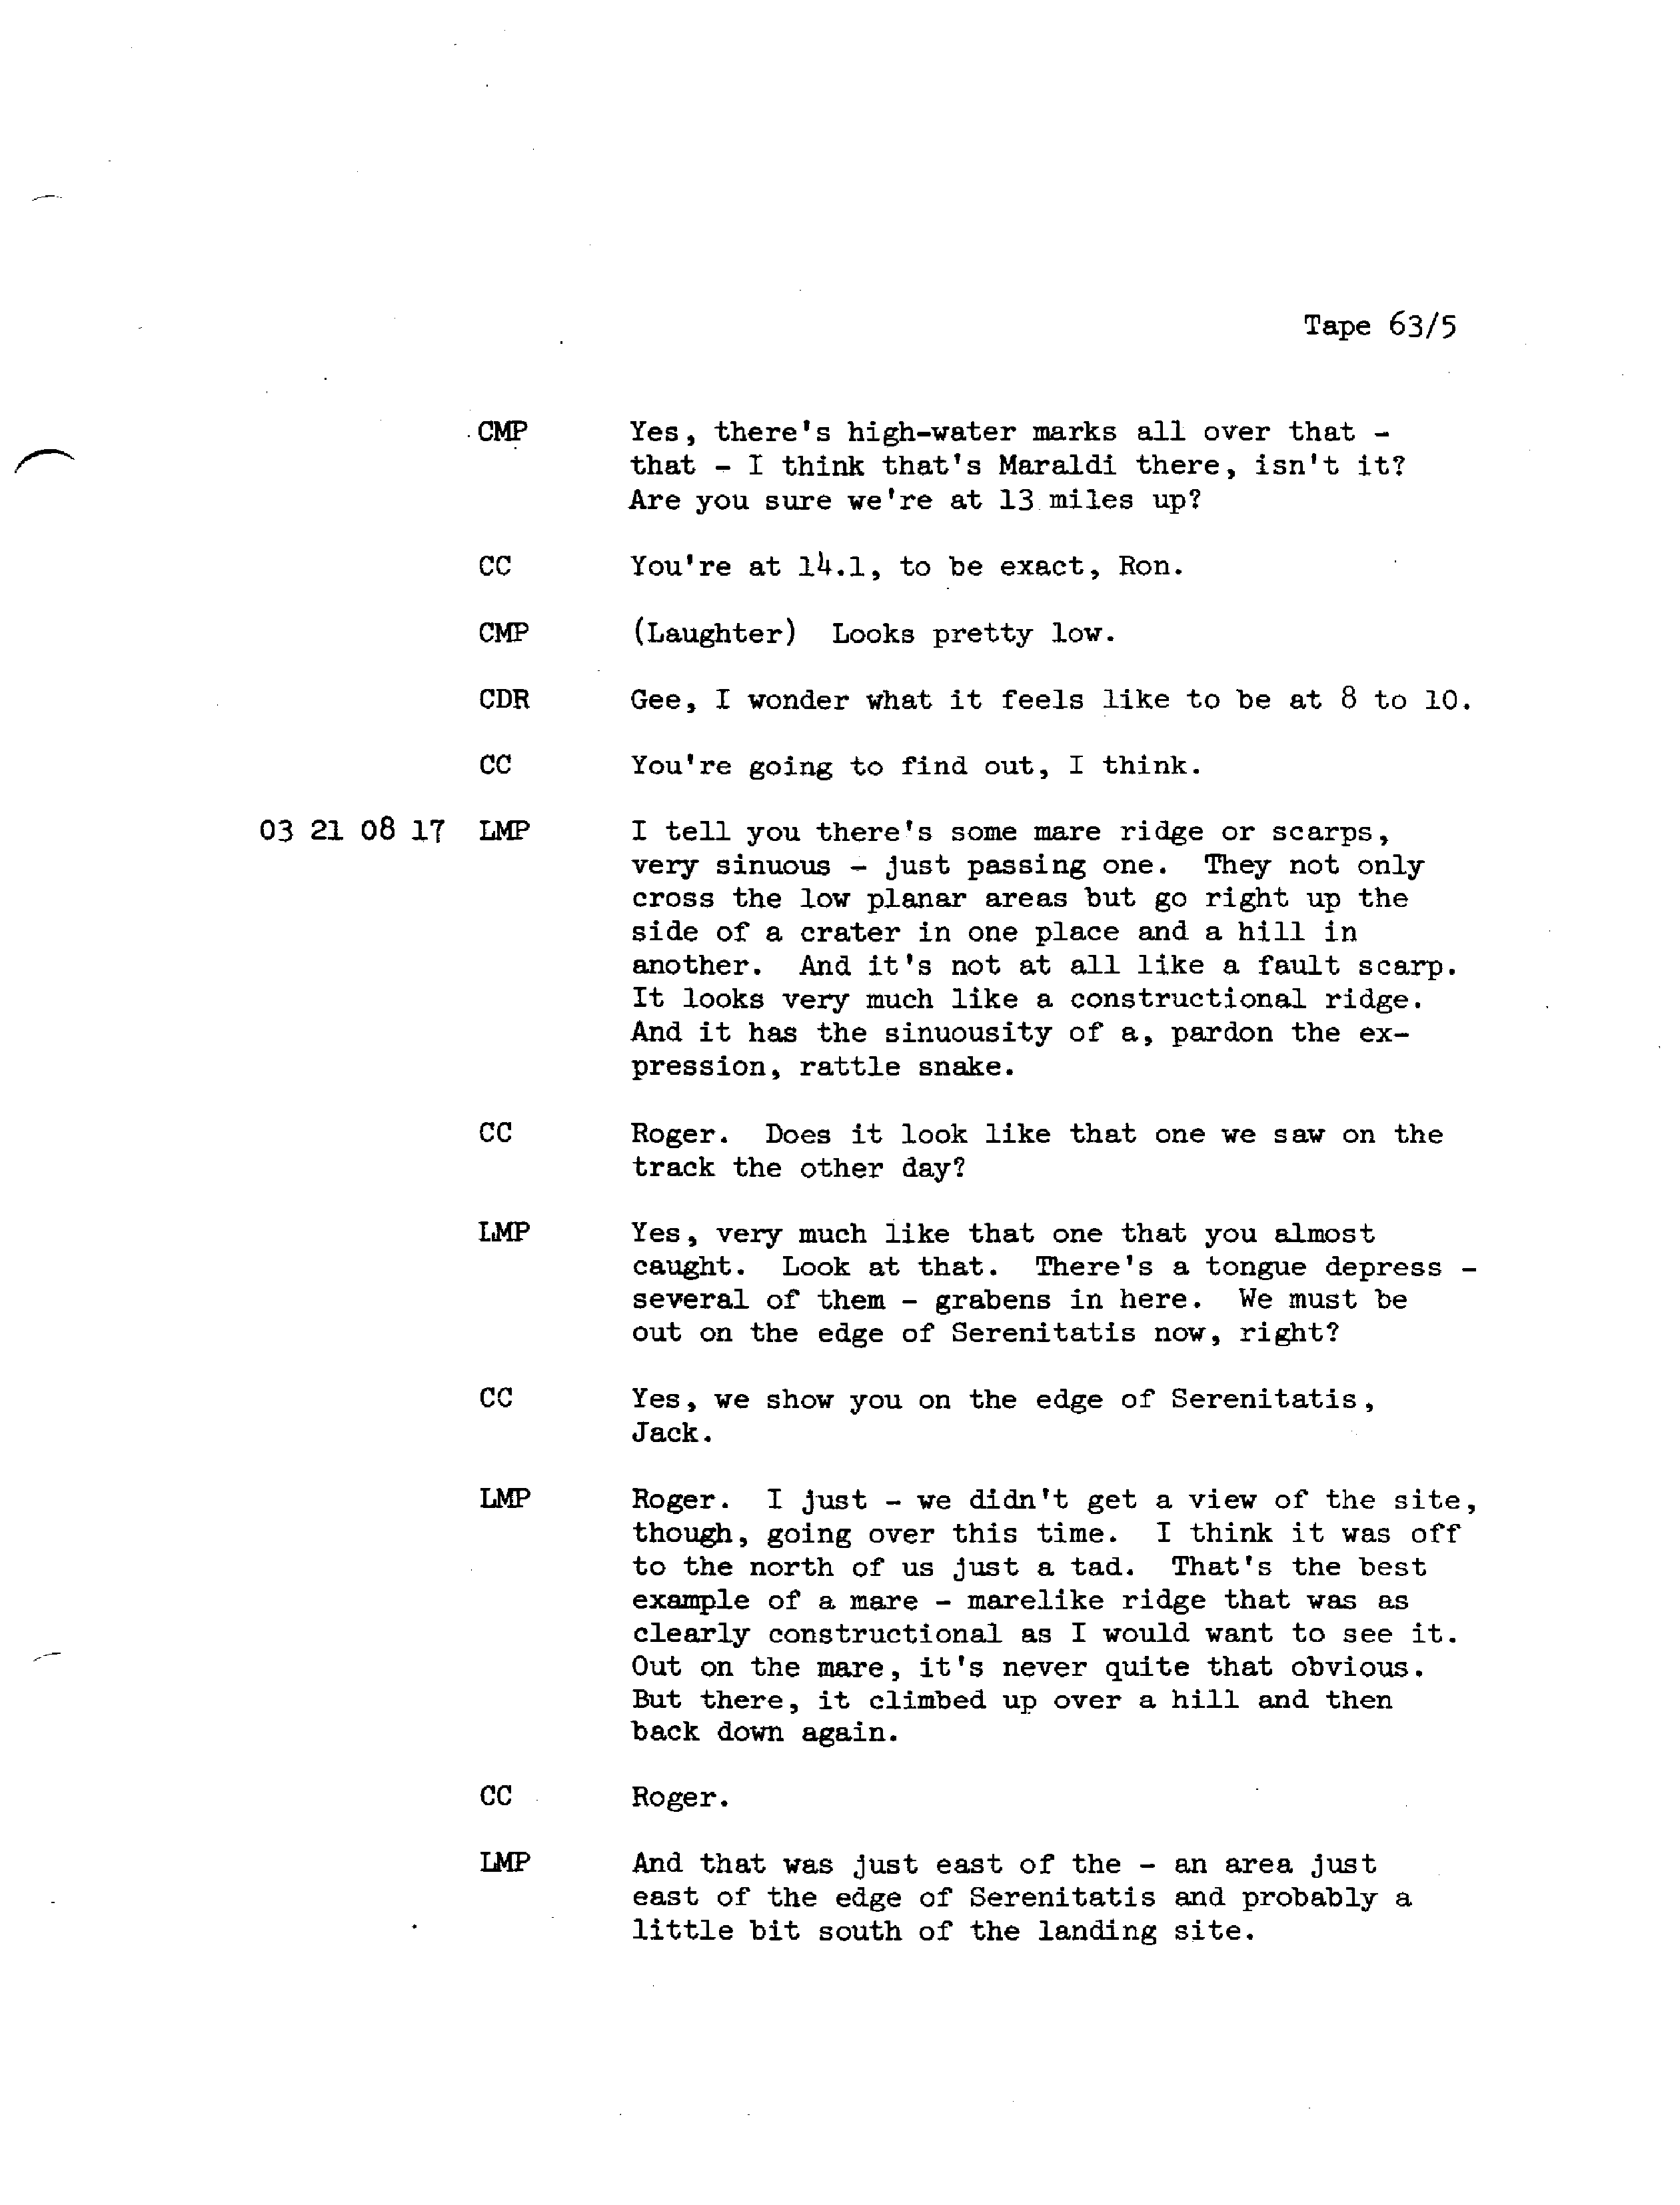 Tape 63/5
CMP Yes, there's high-water marks all over that -
that - I think that's Maraldi there, isn't it?
Are you sure we're at 13 miles up?
CC You're at 14.1, to be exact, Ron.
CMP (Laughter) Looks pretty low.
CDR Gee, I wonder what it feels like to be at 8 to 10.
CC You're going to find out, I think.
03 21 08 17 LMP I tell you there's some mare ridge or scarps,
very sinuous - just passing one. They not only
cross the low planar areas but go right up the
side of a crater in one place and a hill in
another. And it's not at all like a fault scarp.
It looks very much like a constructional ridge.
And it has the sinuousity of a, pardon the ex-
pression, rattle snake.
CC Roger. Does it look like that one we saw on the
track the other day?
LMP Yes, very much like that one that you almost
caught. Look at that. There's a tongue depress -
several of them - grabens in here. We must be
out on the edge of Serenitatis now, right?
CC Yes, we show you on the edge of Serenitatis,
Jack.
LMP Roger. I just - we didn't get a view of the site,
though, going over this time. I think it was off
to the north of us just a tad. That's the best
example of a mare - marelike ridge that was as
clearly constructional as I would want to see it.
Out on the mare, it's never quite that obvious.
But there, it climbed up over a hill and then
back down again.
CC Roger.
LMP And that was just east of the - an area just
east of the edge of Serenitatis and probably a
little bit south of the landing site.